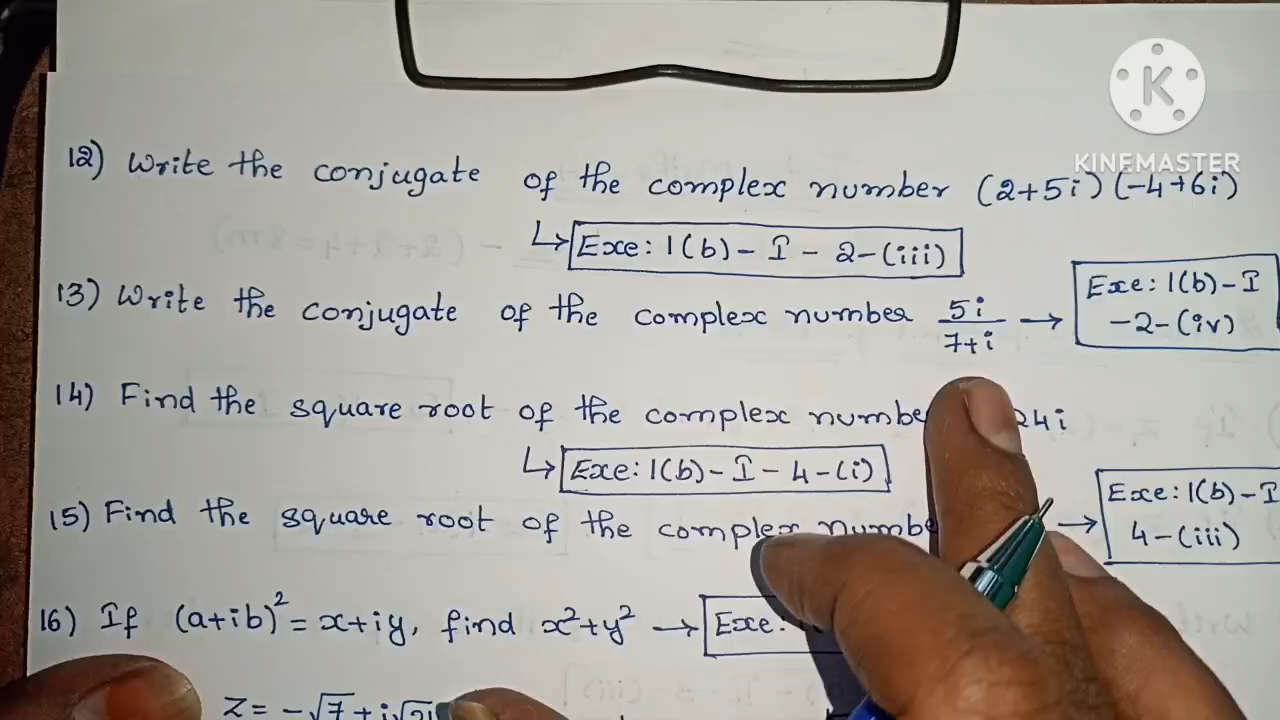 KINEMASTER
12) Write the conjugate of the complex number (2+5i)(-4+6i)
↳ Exe: 1(b)- I - 2-(iii)
13) Write the conjugate of the complex number 5i/7+i → Exe: 1(b)-I -2-(iv)
14) Find the square root of the complex 24i
↳ Exe: 1(b)- I - 4-(i)
15) Find the square root of the complex → Exe: 1(b)-I 4-(iii)
16) If (a+ib)² = x+iy, find x²+y² → Exe:
Z = -√7 + i